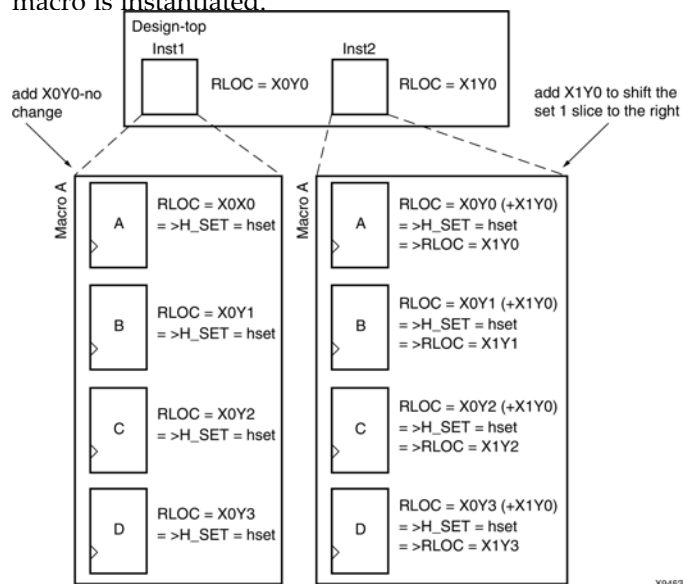 macro is instantiated.
Design-top
Inst1
Inst2
RLOC = X0Y0
RLOC = X1Y0
add X0Y0-no
change
add X1Y0 to shift the
set 1 slice to the right
Macro A
A
RLOC = X0X0
= >H_SET = hset
B
RLOC = X0Y1
= >H_SET = hset
C
RLOC = X0Y2
= >H_SET = hset
D
RLOC = X0Y3
= >H_SET = hset
Macro A
A
RLOC = X0Y0 (+X1Y0)
= >H_SET = hset
= >RLOC = X1Y0
B
RLOC = X0Y1 (+X1Y0)
= >H_SET = hset
= >RLOC = X1Y1
C
RLOC = X0Y2 (+X1Y0)
= >H_SET = hset
= >RLOC = X1Y2
D
RLOC = X0Y3 (+X1Y0)
= >H_SET = hset
= >RLOC = X1Y3